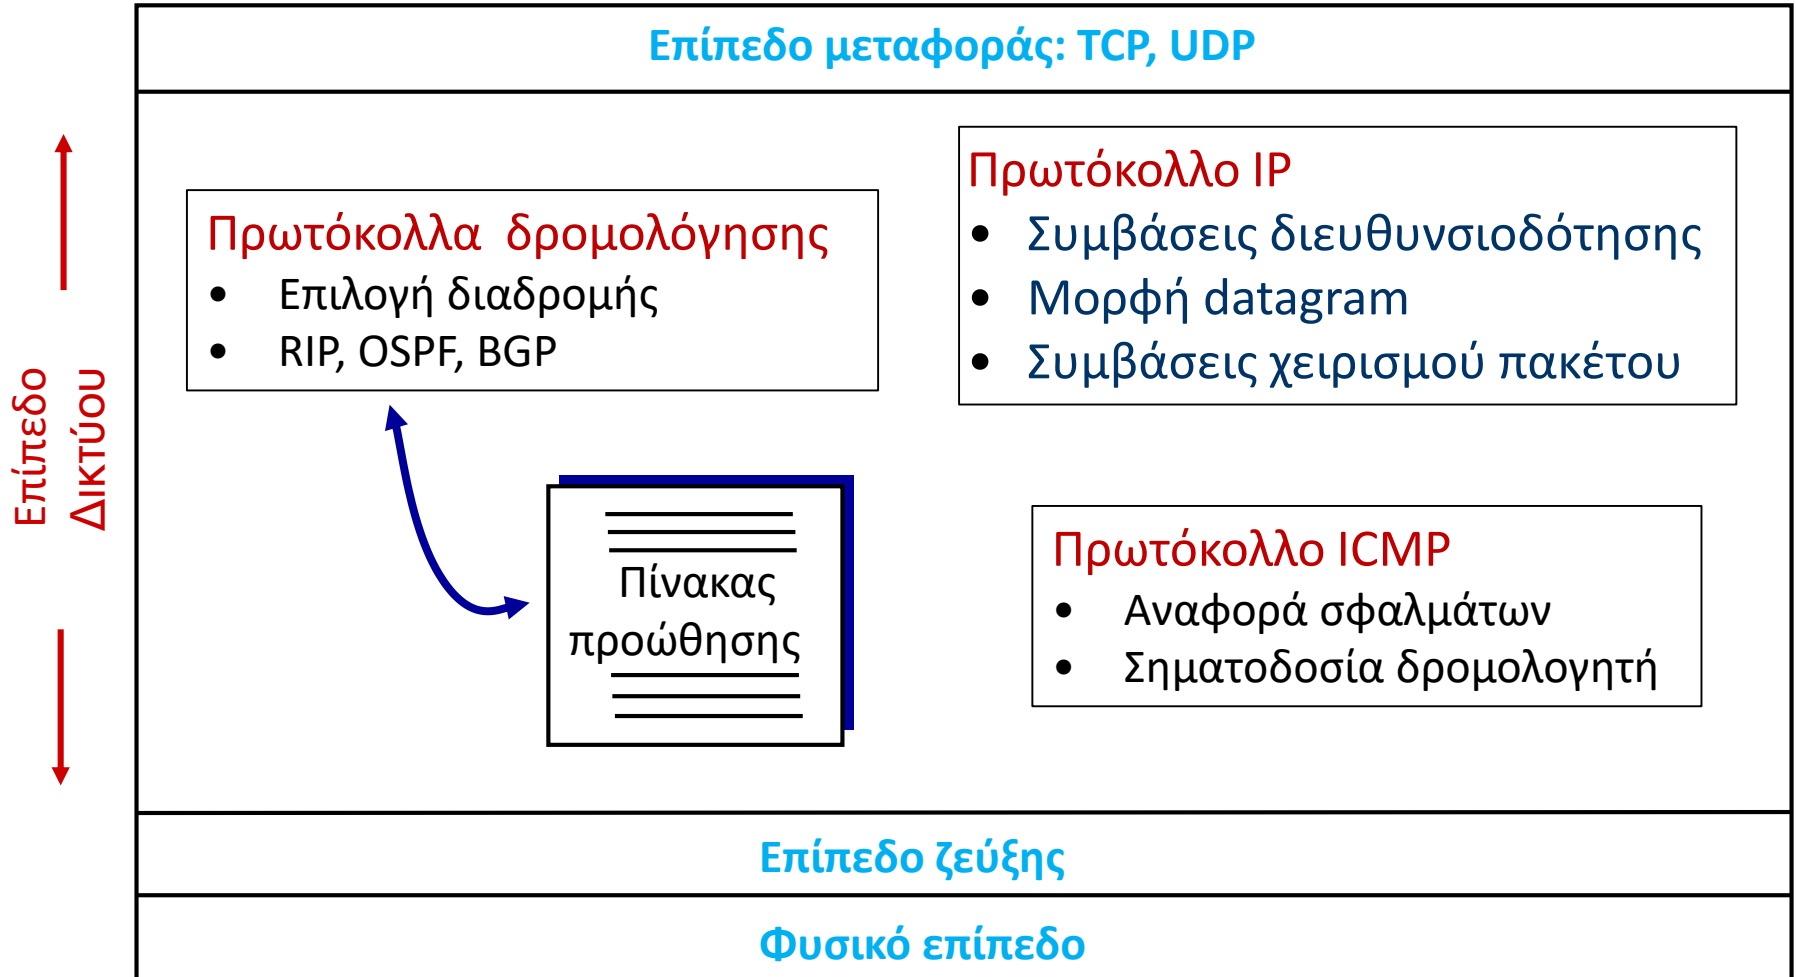 Επίπεδο μεταφοράς: TCP, UDP
Επίπεδο
Δικτύου
Πρωτόκολλα δρομολόγησης
• Επιλογή διαδρομής
• RIP, OSPF, BGP
Πρωτόκολλο IP
• Συμβάσεις διευθυνσιοδότησης
• Μορφή datagram
• Συμβάσεις χειρισμού πακέτου
Πίνακας
προώθησης
Πρωτόκολλο ICMP
• Αναφορά σφαλμάτων
• Σηματοδοσία δρομολογητή
Επίπεδο ζεύξης
Φυσικό επίπεδο